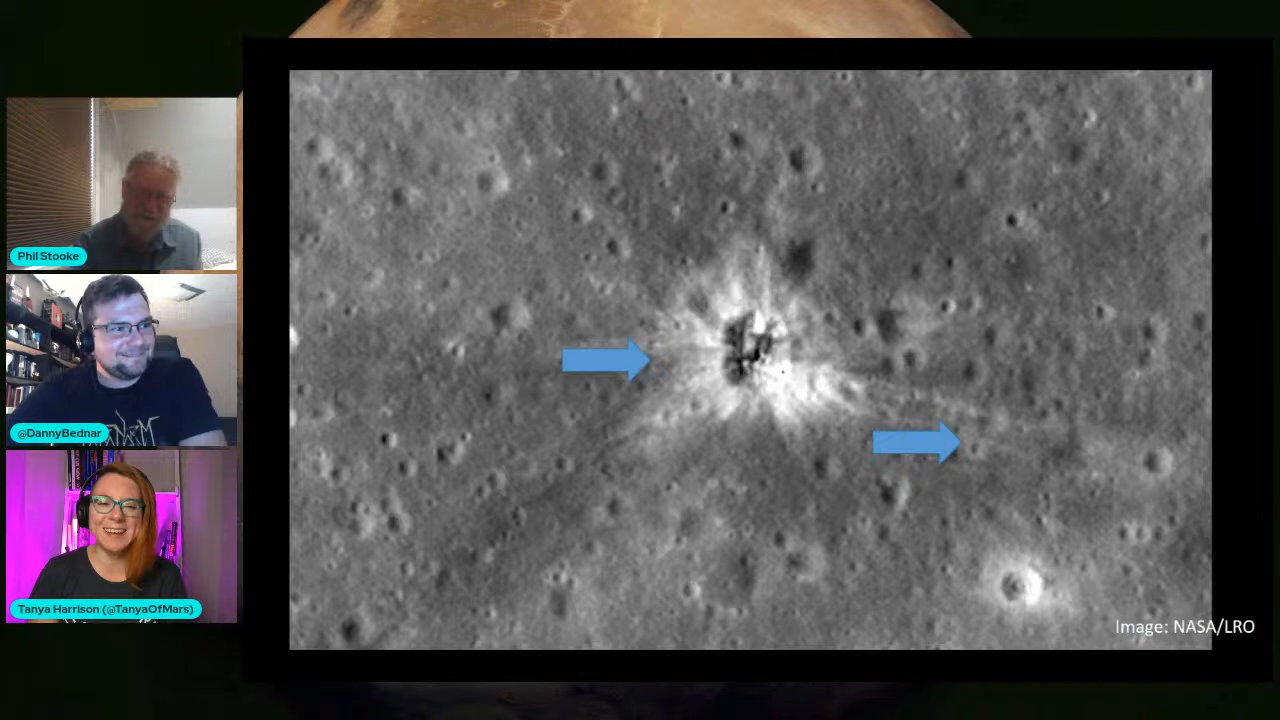 Phil Stooke
@DannyBednar
Tanya Harrison (@TanyaOfMars)
Image: NASA/LRO